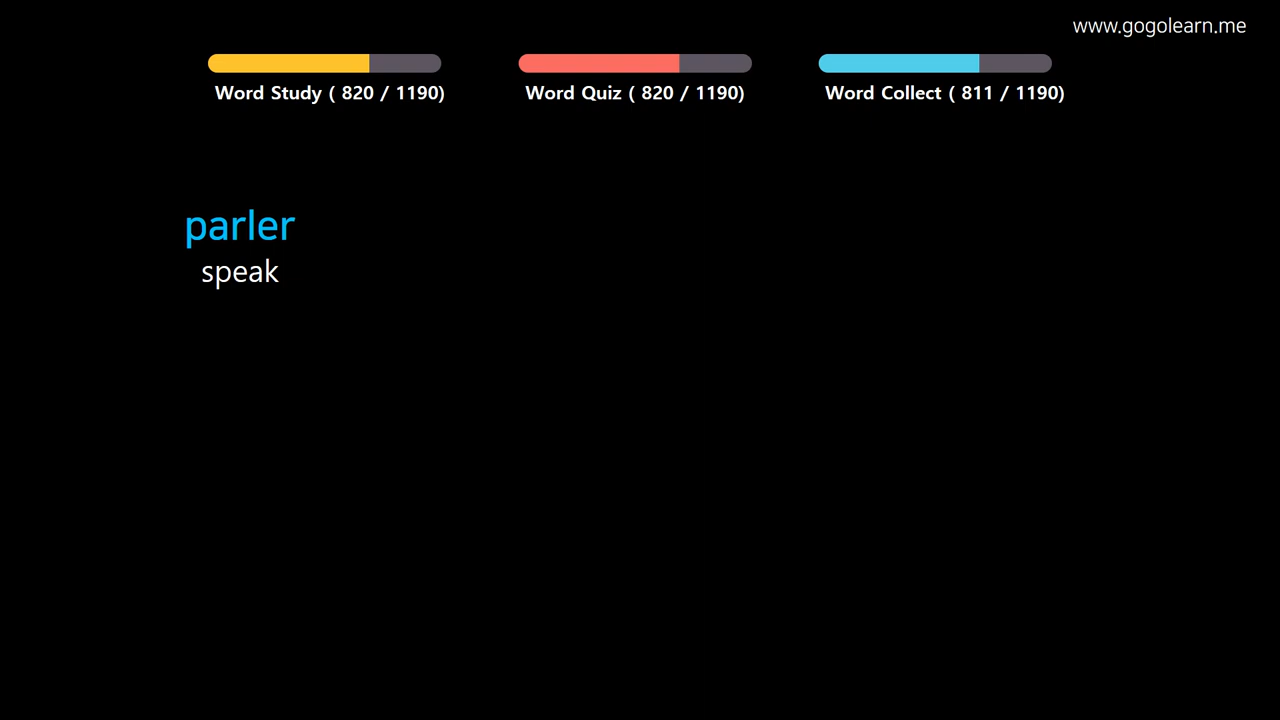 www.gogolearn.me
Word Study ( 820 / 1190)
Word Quiz ( 820 / 1190)
Word Collect ( 811 / 1190)
parler
speak